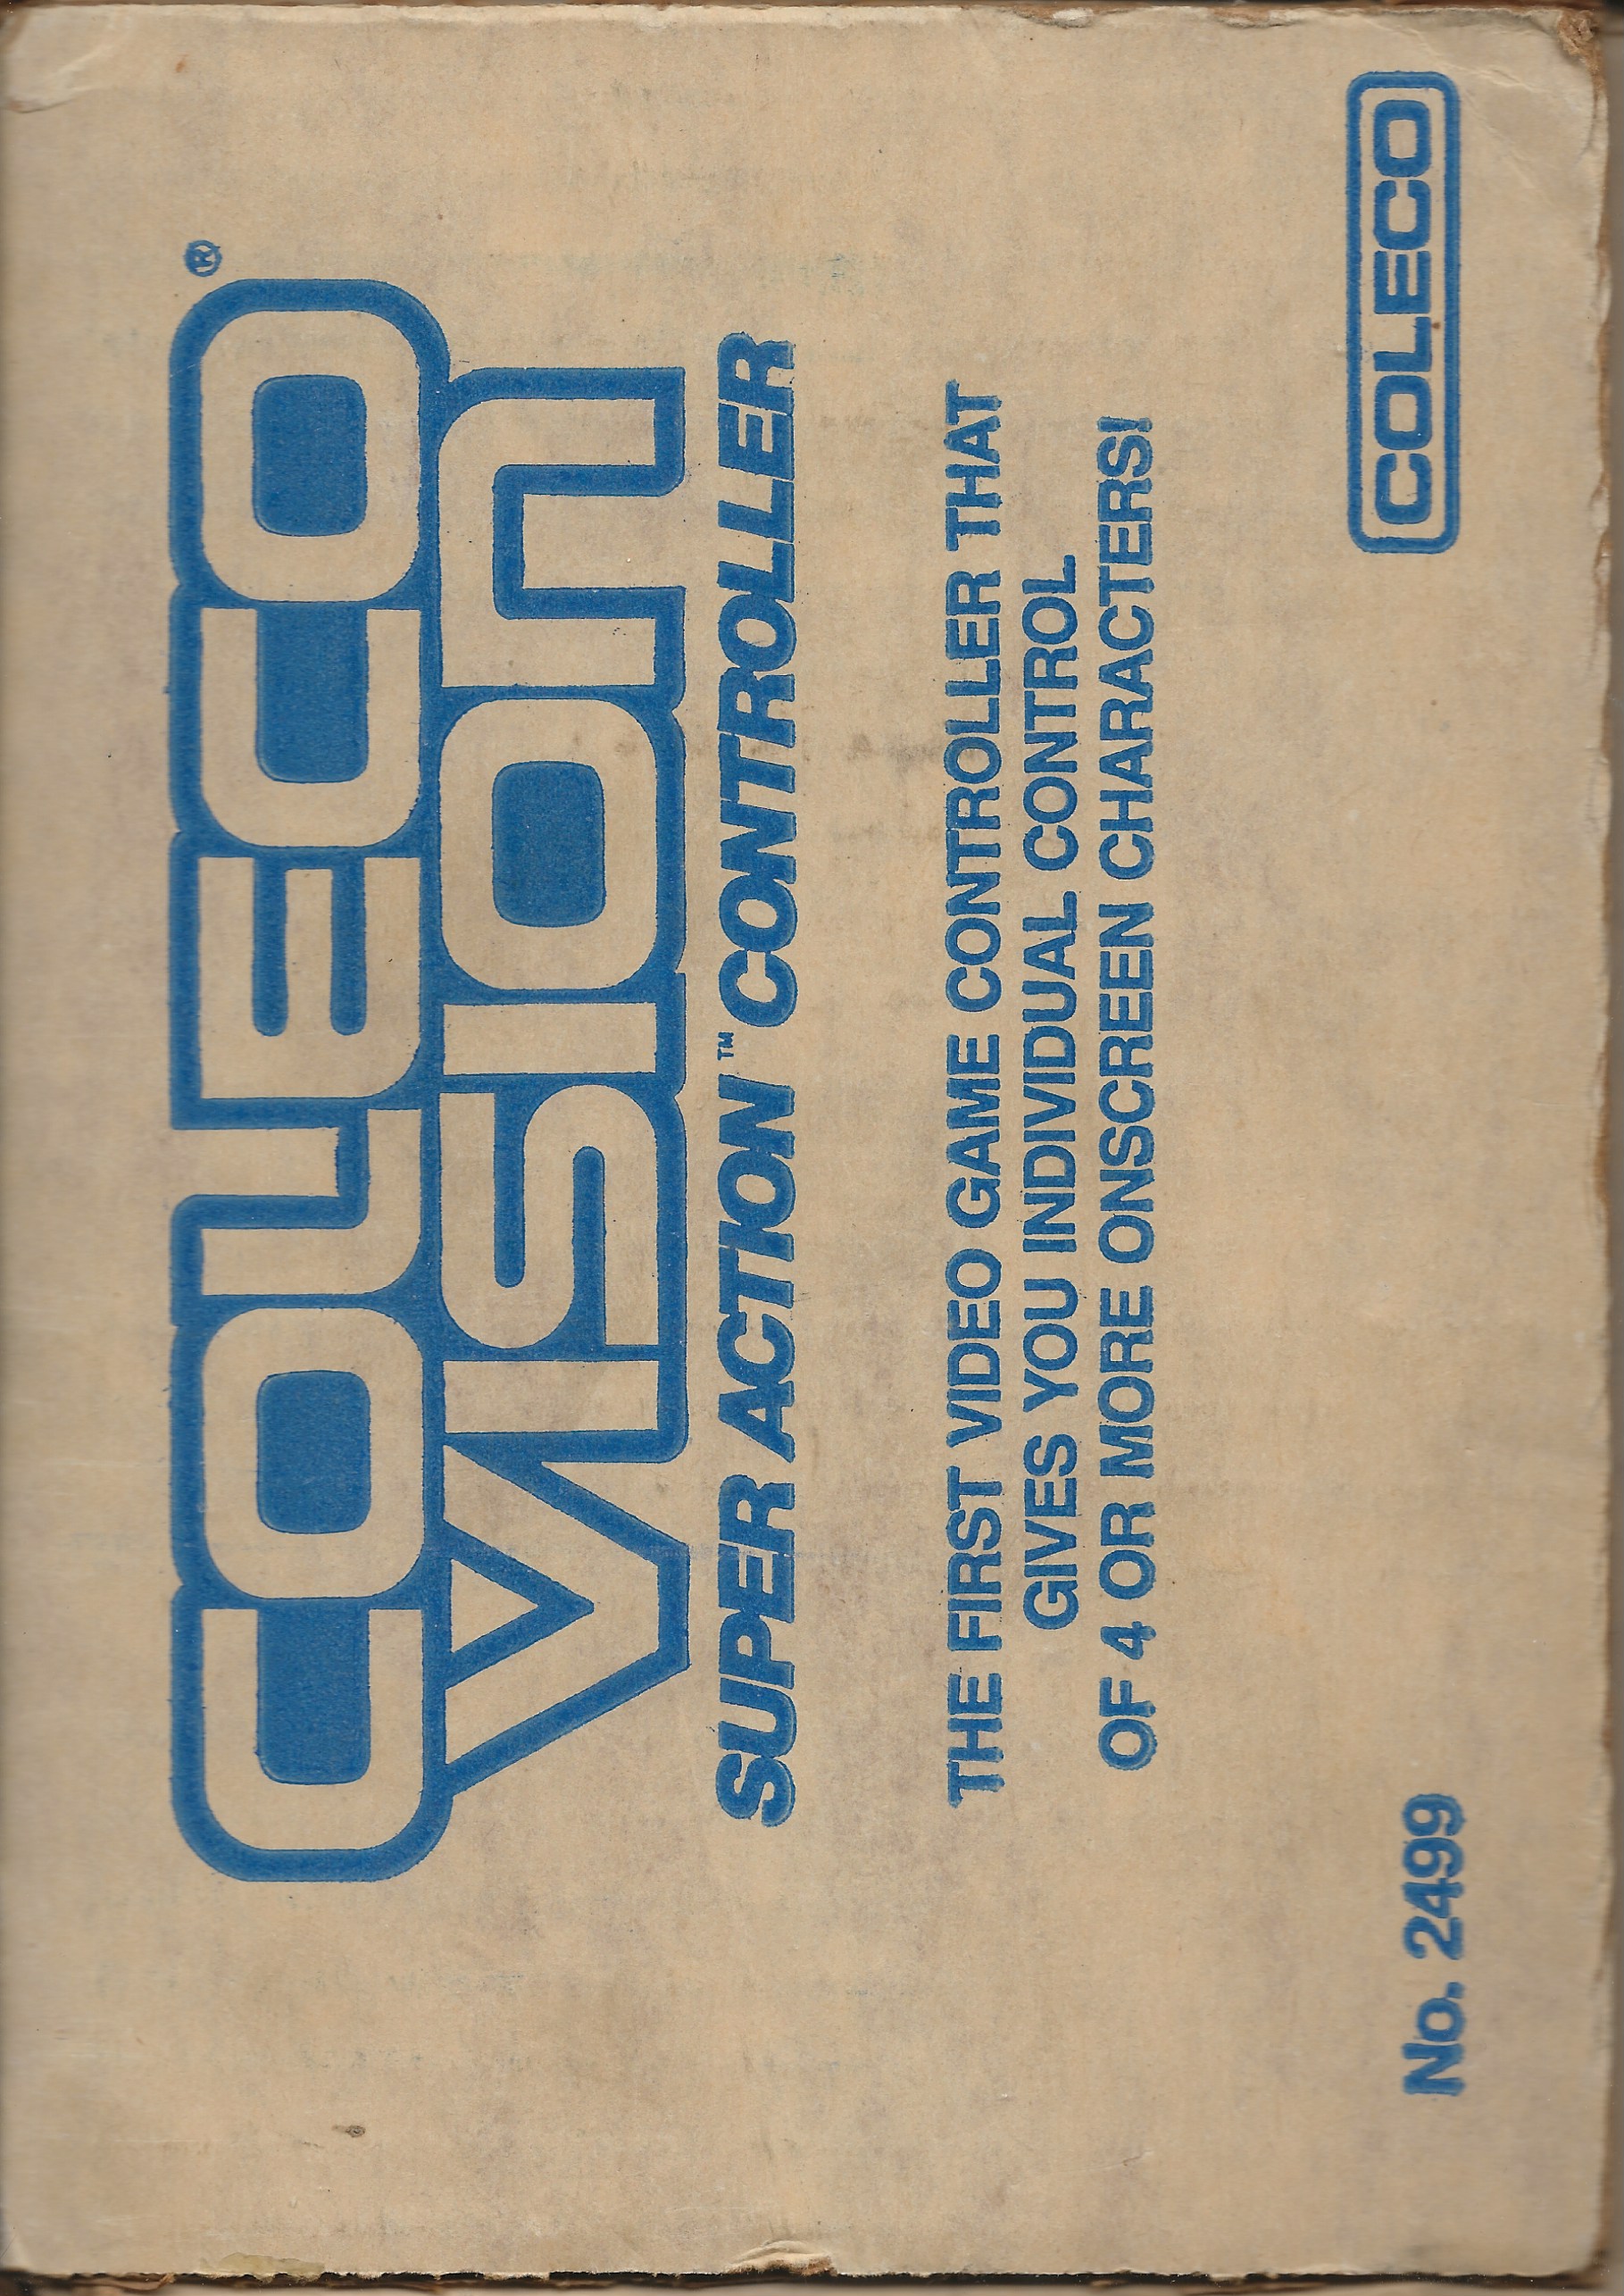 COLECO®
VISION
SUPER ACTION™ CONTROLLER
THE FIRST VIDEO GAME CONTROLLER THAT
GIVES YOU INDIVIDUAL CONTROL
OF 4 OR MORE ONSCREEN CHARACTERS!
No. 2499
COLECO